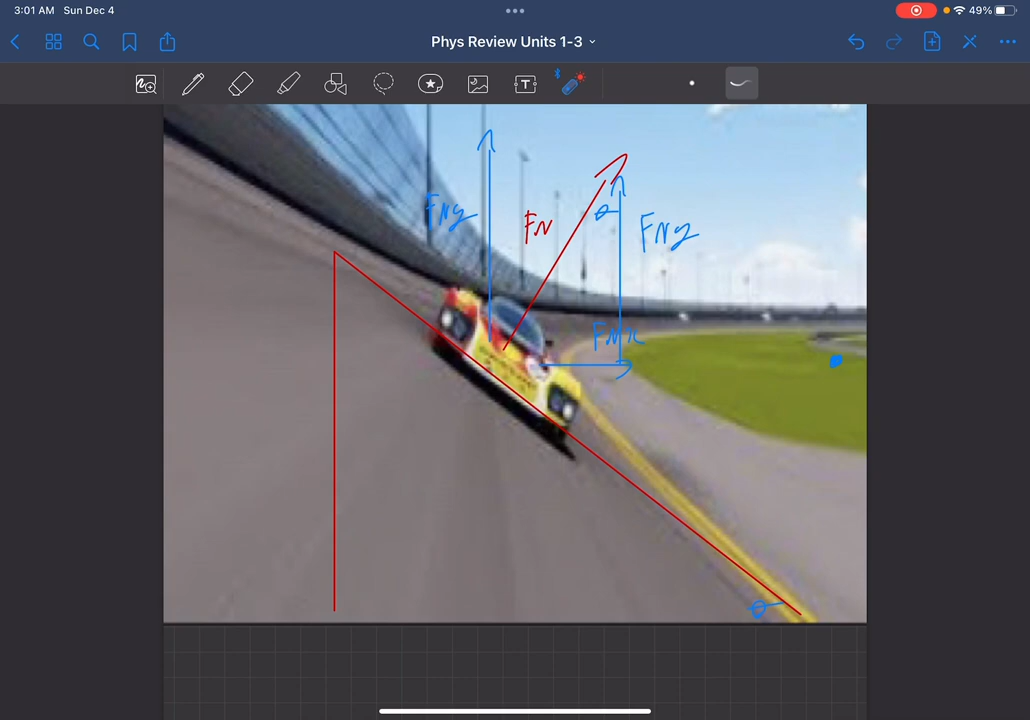 3:01 AM Sun Dec 4
49%
Phys Review Units 1-3
T
FNy
FN
θ
FNy
FNx
θ